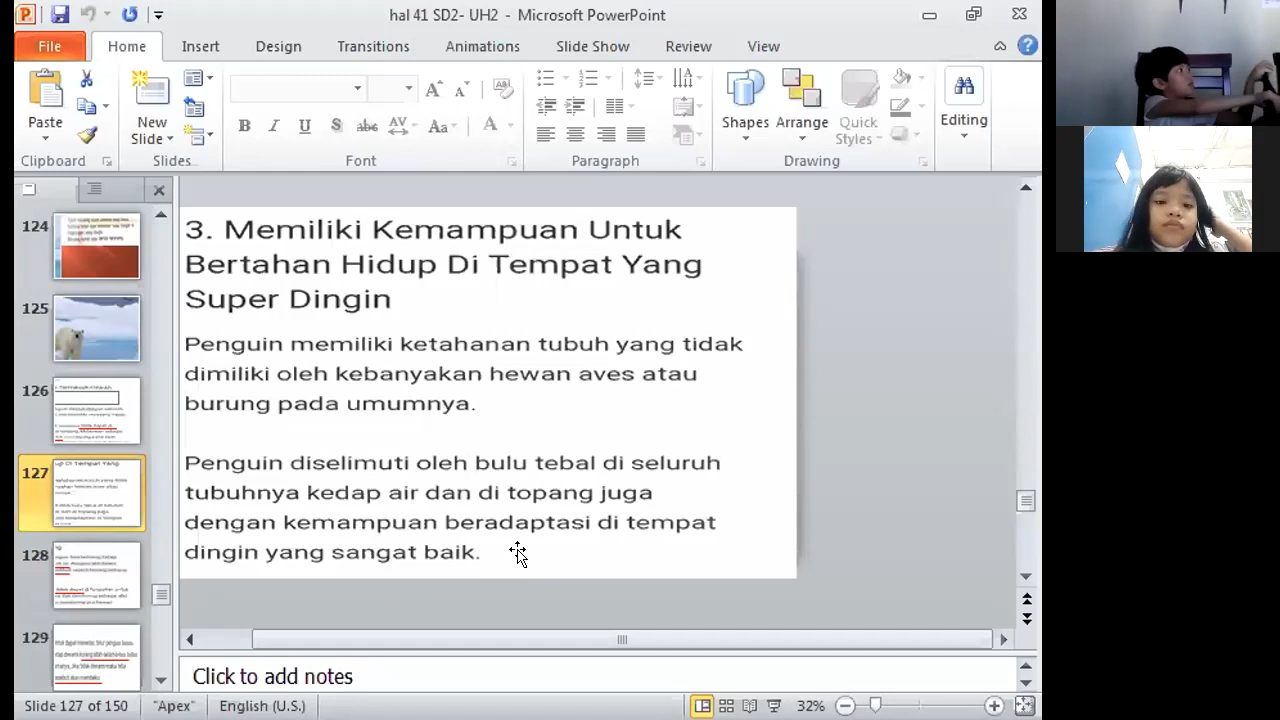 hal 41 SD2- UH2 - Microsoft PowerPoint
File Home Insert Design Transitions Animations Slide Show Review View
Paste New Slide Shapes Arrange Quick Styles Editing
B I U S abc AV Aa A
Clipboard Slides Font Paragraph Drawing
124
125
126
127
128
129
3. Memiliki Kemampuan Untuk
Bertahan Hidup Di Tempat Yang
Super Dingin
Penguin memiliki ketahanan tubuh yang tidak
dimiliki oleh kebanyakan hewan aves atau
burung pada umumnya.
Penguin diselimuti oleh bulu tebal di seluruh
tubuhnya kedap air dan di topang juga
dengan kemampuan beradaptasi di tempat
dingin yang sangat baik.
Click to add notes
Slide 127 of 150 "Apex" English (U.S.) 32%